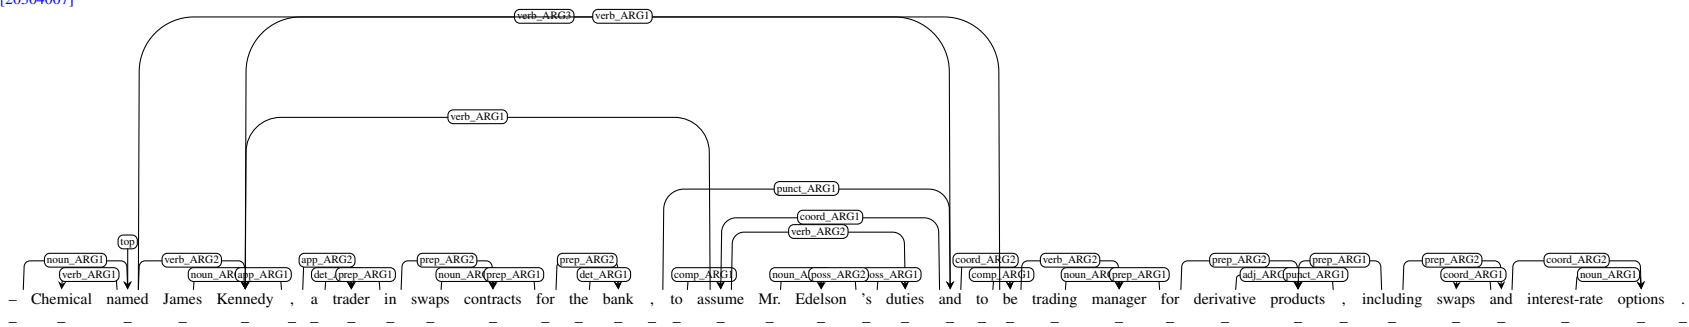 verb_ARG3 verb_ARG1
verb_ARG1
punct_ARG1
coord_ARG1
verb_ARG2
top
noun_ARG1 verb_ARG2 app_ARG2 prep_ARG2 prep_ARG2 coord_ARG2 verb_ARG2 prep_ARG2 prep_ARG1 prep_ARG2 coord_ARG2
verb_ARG1 app_ARG1 prep_ARG1 prep_ARG1 det_ARG1 comp_ARG1 poss_ARG2 comp_ARG1 prep_ARG1 punct_ARG1 coord_ARG1 noun_ARG1
– Chemical named James Kennedy , a trader in swaps contracts for the bank , to assume Mr. Edelson 's duties and to be trading manager for derivative products , including swaps and interest-rate options .